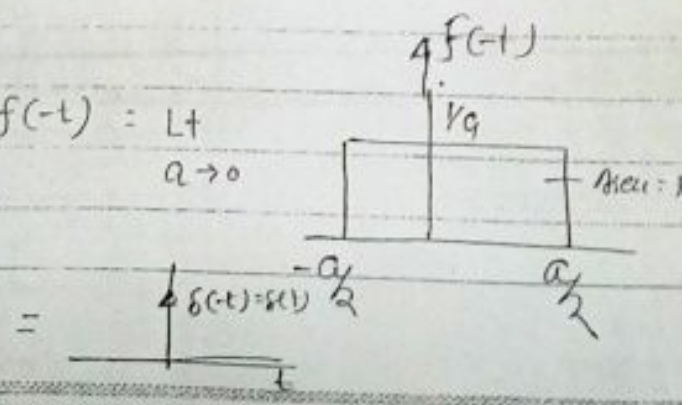 f(-t)
f(-t) = Lt
a→0
1/a
Area = 1
-a/2
a/2
= δ(-t)=δ(t)
t